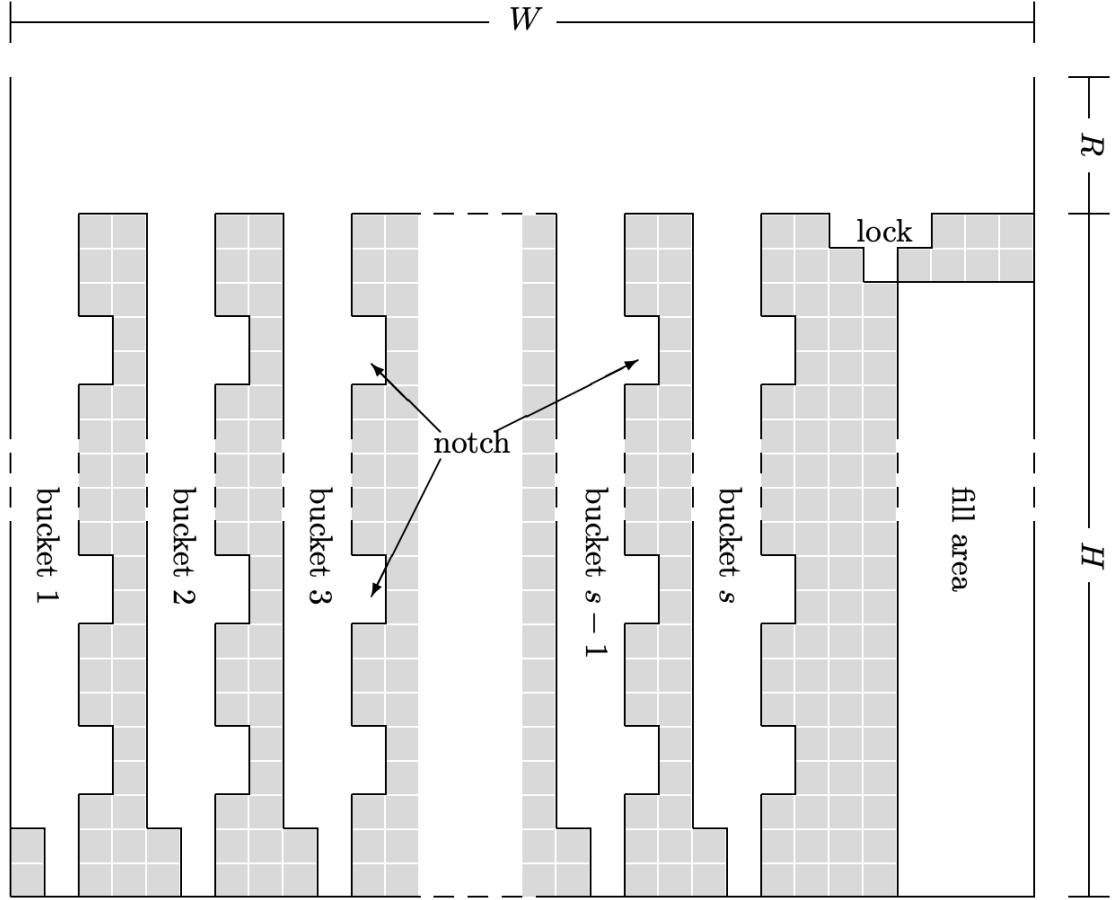 W
R
lock
notch
bucket 1
bucket 2
bucket 3
bucket s − 1
bucket s
fill area
H